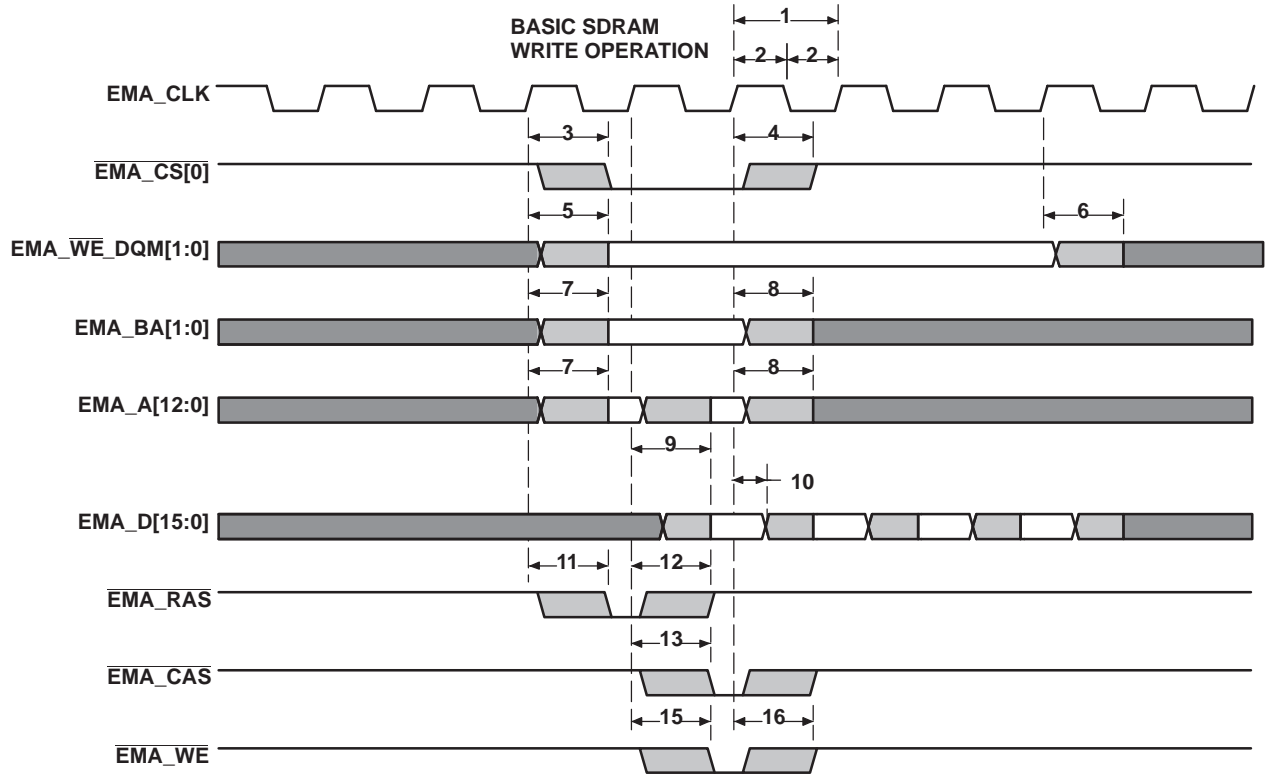 BASIC SDRAM
WRITE OPERATION
1
2 2
EMA_CLK
3 4
EMA_CS[0]
5 6
EMA_WE_DQM[1:0]
7 8
EMA_BA[1:0]
7 8
EMA_A[12:0]
9
10
EMA_D[15:0]
11 12
EMA_RAS
13
EMA_CAS
15 16
EMA_WE